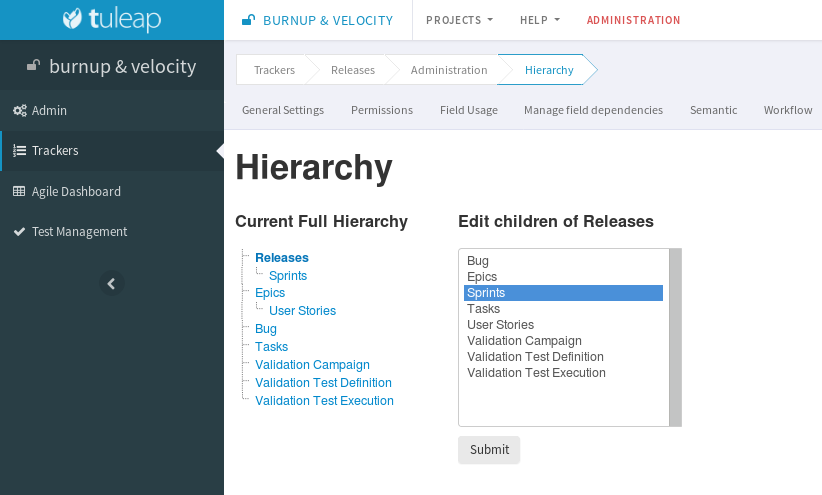 tuleap
BURNUP & VELOCITY PROJECTS HELP ADMINISTRATION
burnup & velocity
Admin
Trackers
Agile Dashboard
Test Management
Trackers Releases Administration Hierarchy
General Settings Permissions Field Usage Manage field dependencies Semantic Workflow
Hierarchy
Current Full Hierarchy
Releases
Sprints
Epics
User Stories
Bug
Tasks
Validation Campaign
Validation Test Definition
Validation Test Execution
Edit children of Releases
Bug
Epics
Sprints
Tasks
User Stories
Validation Campaign
Validation Test Definition
Validation Test Execution
Submit